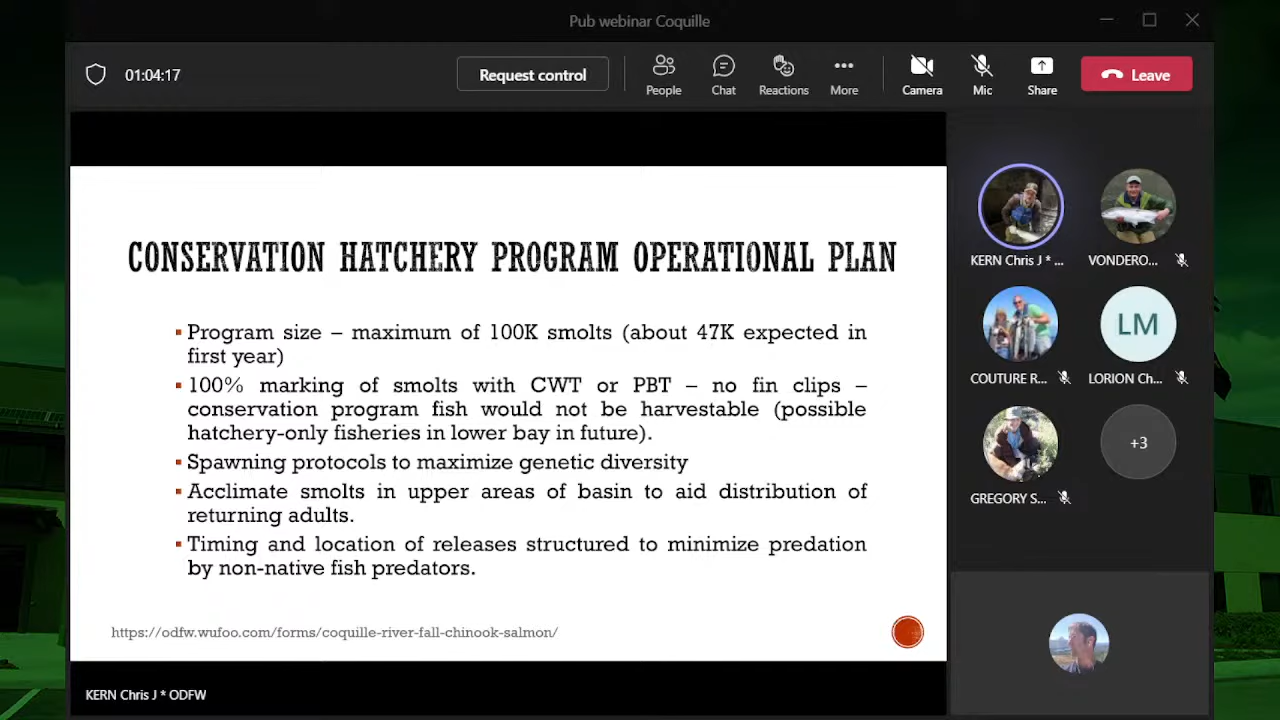 Pub webinar Coquille
01:04:17
Request control
People
Chat
Reactions
More
Camera
Mic
Share
Leave
CONSERVATION HATCHERY PROGRAM OPERATIONAL PLAN
Program size – maximum of 100K smolts (about 47K expected in
first year)
100% marking of smolts with CWT or PBT – no fin clips –
conservation program fish would not be harvestable (possible
hatchery-only fisheries in lower bay in future).
Spawning protocols to maximize genetic diversity
Acclimate smolts in upper areas of basin to aid distribution of
returning adults.
Timing and location of releases structured to minimize predation
by non-native fish predators.
https://odfw.wufoo.com/forms/coquille-river-fall-chinook-salmon/
KERN Chris J * ODFW
KERN Chris J * ...
VONDERO...
COUTURE R...
LM
LORION Ch...
GREGORY S...
+3